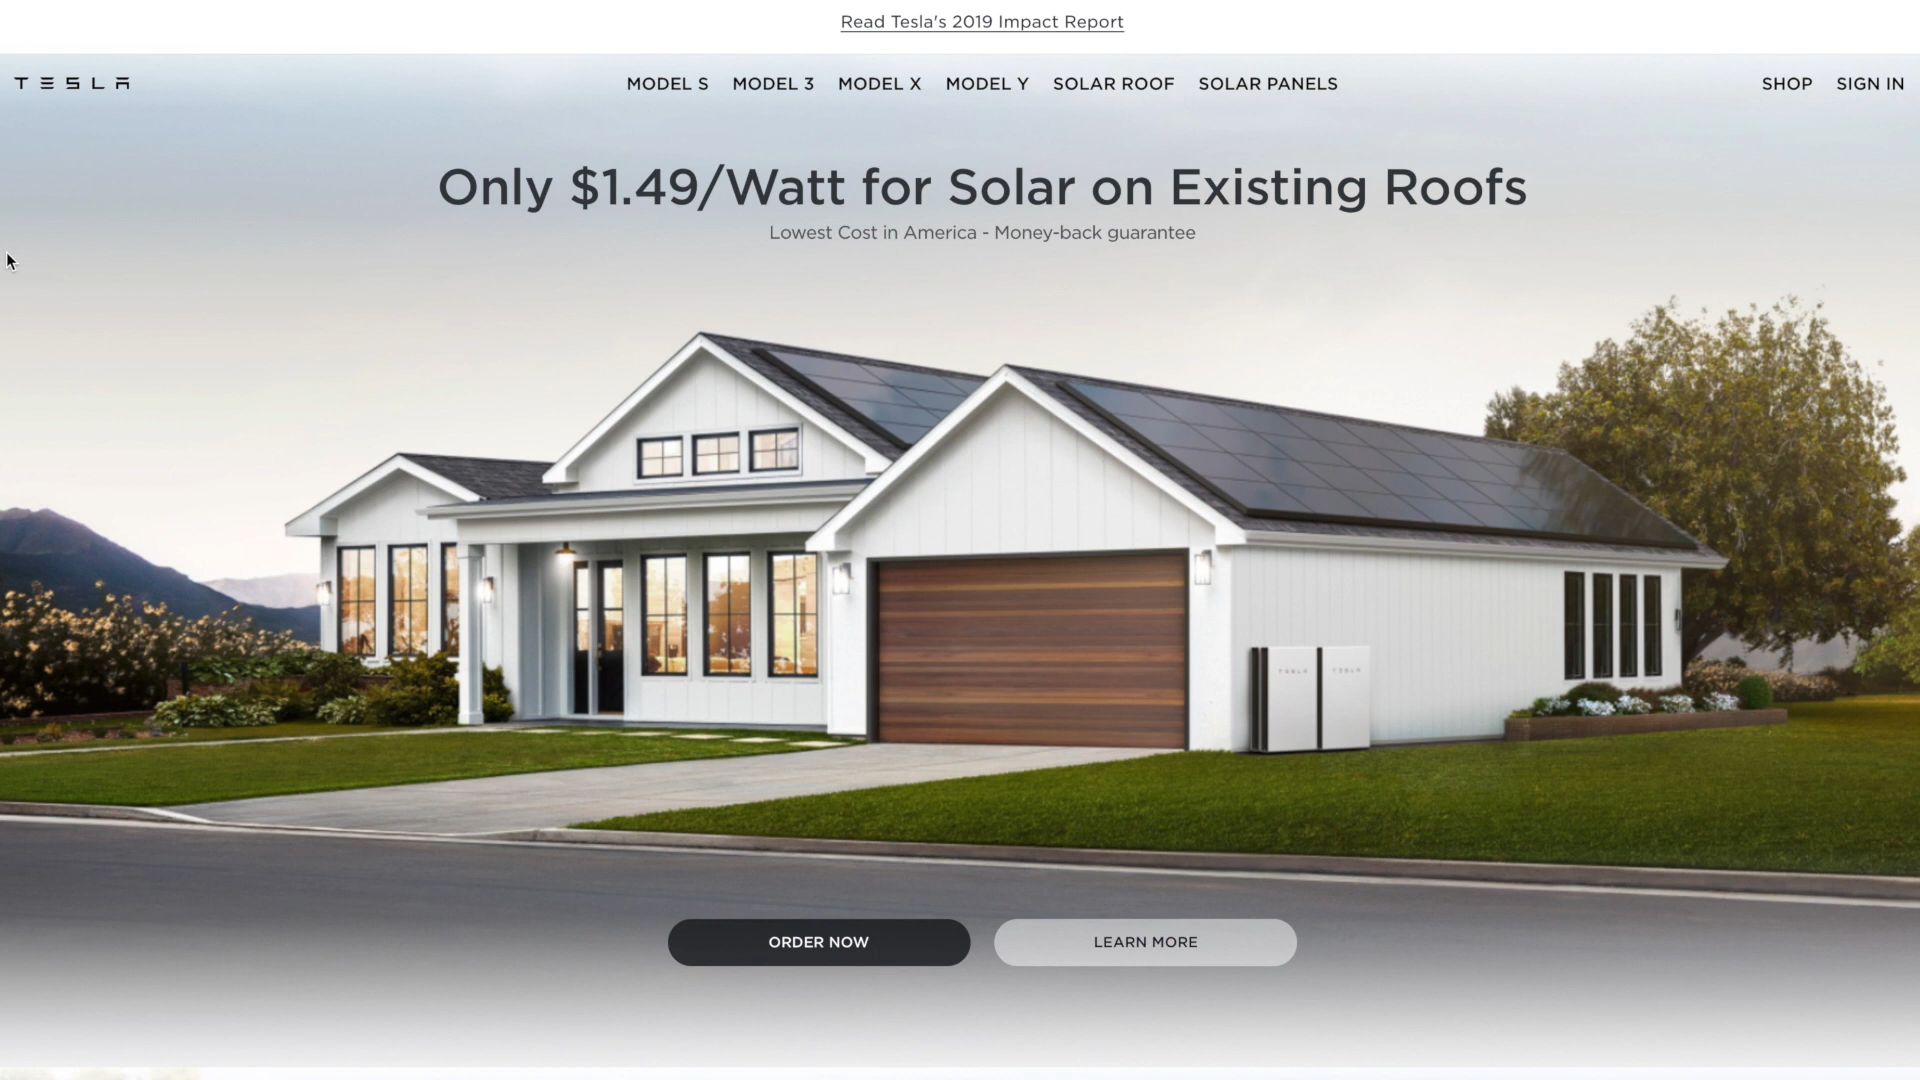 Read Tesla's 2019 Impact Report
TESLA
MODEL S MODEL 3 MODEL X MODEL Y SOLAR ROOF SOLAR PANELS
SHOP SIGN IN
Only $1.49/Watt for Solar on Existing Roofs
Lowest Cost in America - Money-back guarantee
TESLA TESLA
ORDER NOW
LEARN MORE